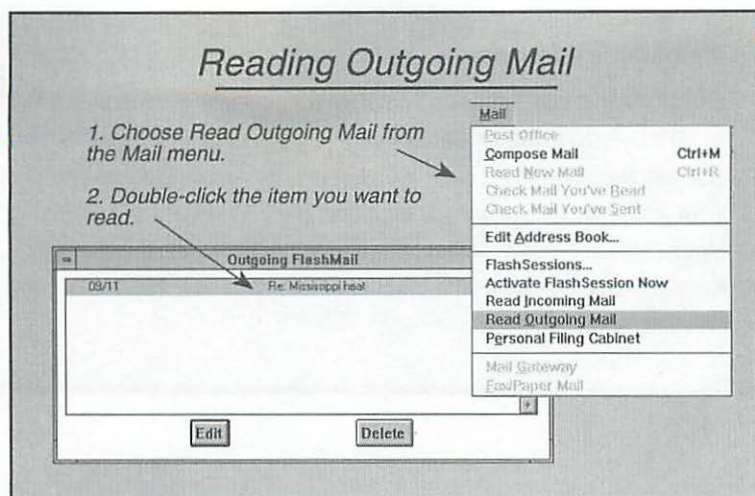 Reading Outgoing Mail
1. Choose Read Outgoing Mail from
the Mail menu.
2. Double-click the item you want to
read.
Mail
Post Office
Compose Mail Ctrl+M
Read New Mail Ctrl+R
Check Mail You've Read
Check Mail You've Sent
Edit Address Book...
FlashSessions...
Activate FlashSession Now
Read Incoming Mail
Read Outgoing Mail
Personal Filing Cabinet
Mail Gateway
Fax/Paper Mail
Outgoing FlashMail
09/11 Re: Mississippi heat
Edit Delete